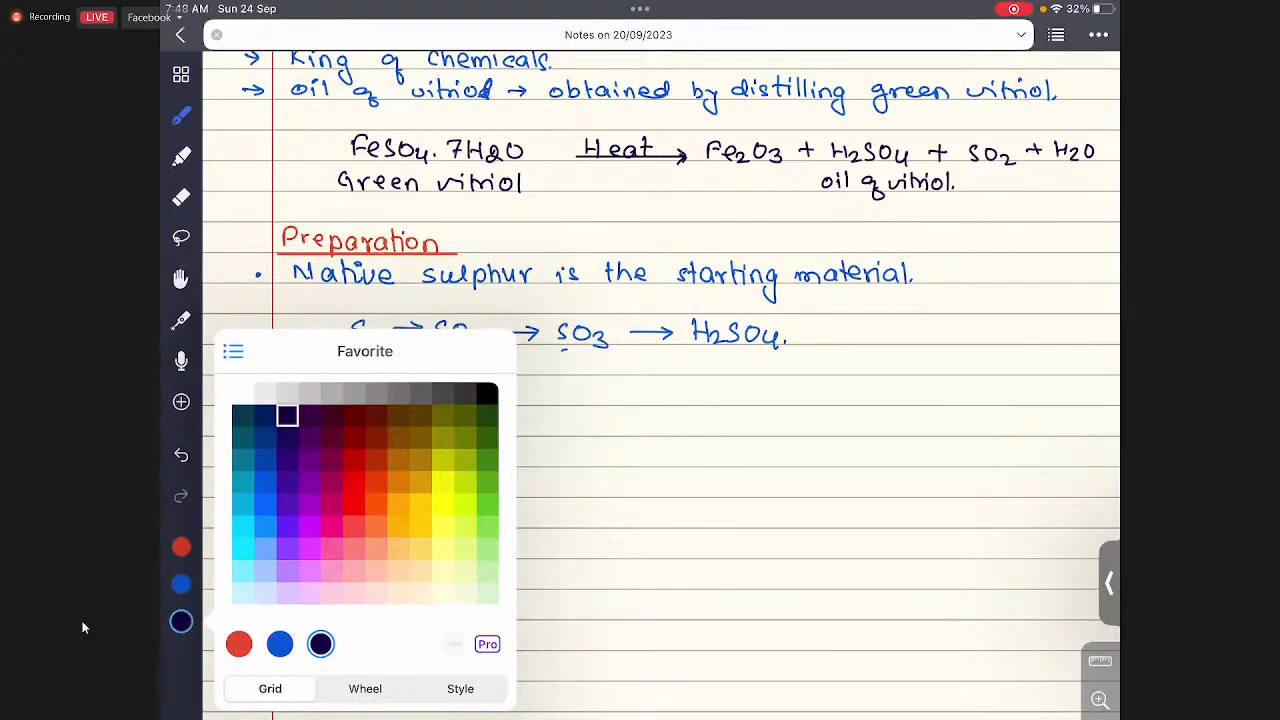 Recording LIVE Facebook
7:48 AM Sun 24 Sep
32%
Notes on 20/09/2023
→ King of chemicals.
→ oil of vitriol → obtained by distilling green vitriol.
FeSO4. 7H2O Heat → Fe2O3 + H2SO4 + SO2 + H2O
Green vitriol oil of vitriol.
Preparation
• Native sulphur is the starting material.
→ → SO3 → H2SO4.
Favorite
Pro
Grid Wheel Style